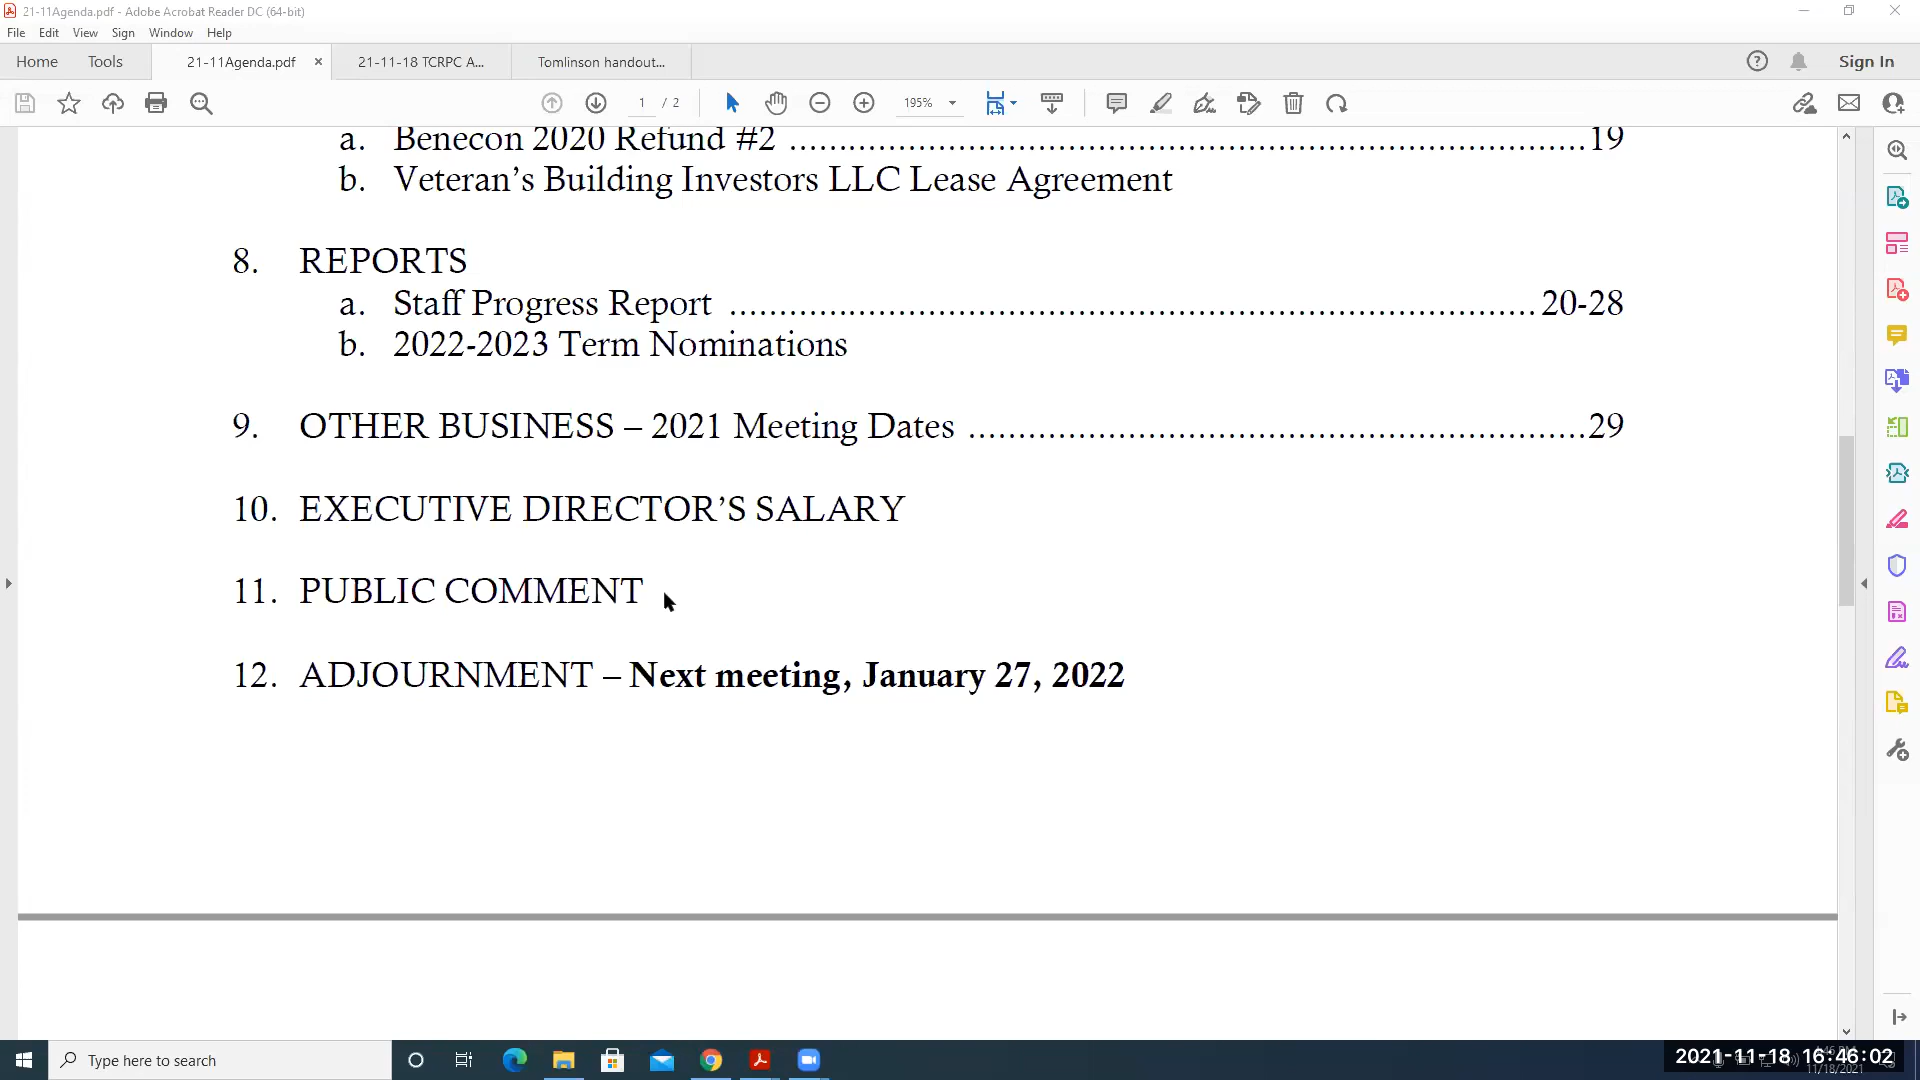 21-11Agenda.pdf - Adobe Acrobat Reader DC (64-bit)
File Edit View Sign Window Help
Home Tools 21-11Agenda.pdf × 21-11-18 TCRPC A... Tomlinson handout... Sign In
1 / 2 195%
a. Benecon 2020 Refund #2 ........................................................................................19
b. Veteran's Building Investors LLC Lease Agreement
8. REPORTS
a. Staff Progress Report ..........................................................................................20-28
b. 2022-2023 Term Nominations
9. OTHER BUSINESS – 2021 Meeting Dates .....................................................................29
10. EXECUTIVE DIRECTOR'S SALARY
11. PUBLIC COMMENT
12. ADJOURNMENT – Next meeting, January 27, 2022
Type here to search
2021-11-18 16:46:02
11/18/2021